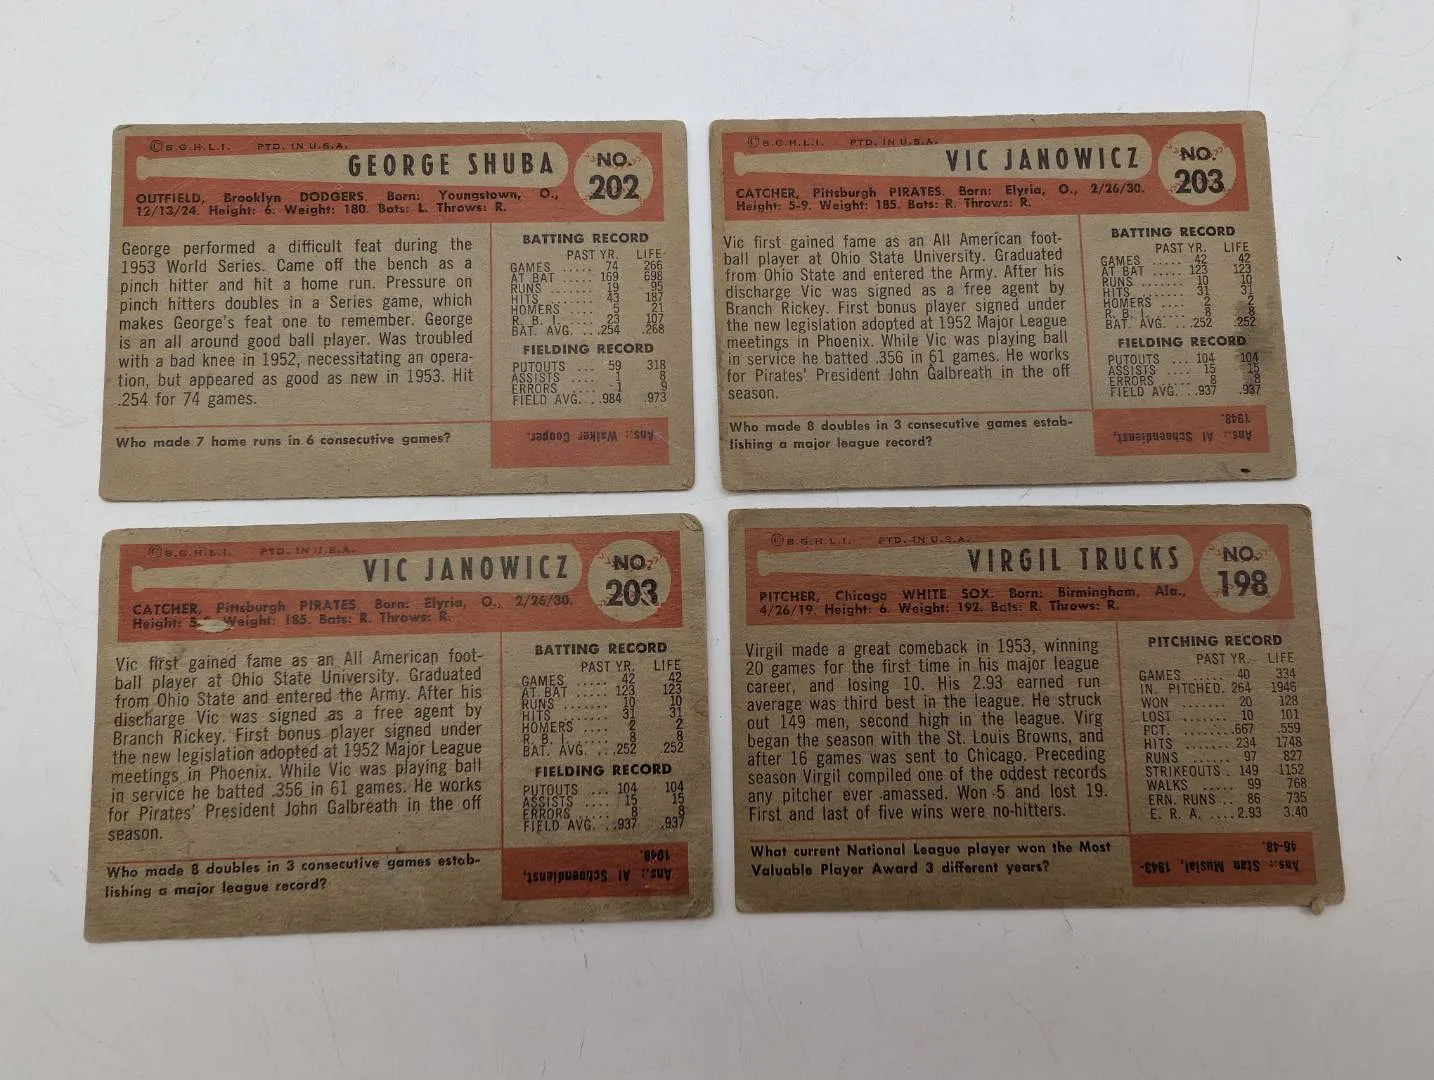 ©B.G.H.L.I. PTD. IN U.S.A.
GEORGE SHUBA
NO.
202
OUTFIELD, Brooklyn DODGERS. Born: Youngstown, O.,
12/13/24. Height: 6. Weight: 180. Bats: L. Throws: R.
George performed a difficult feat during the
1953 World Series. Came off the bench as a
pinch hitter and hit a home run. Pressure on
pinch hitters doubles in a Series game, which
makes George's feat one to remember. George
is an all around good ball player. Was troubled
with a bad knee in 1952, necessitating an opera-
tion, but appeared as good as new in 1953. Hit
.254 for 74 games.
BATTING RECORD
PAST YR. LIFE
GAMES ..... 74 266
AT BAT ..... 169 698
RUNS ....... 19 95
HITS ....... 43 187
HOMERS .... 5 21
R. B. I. .... 23 107
BAT. AVG. ...254 .268
FIELDING RECORD
PUTOUTS ... 59 318
ASSISTS .... 1 8
ERRORS .... 1 9
FIELD AVG. ..984 .973
Who made 7 home runs in 6 consecutive games?
Ans.: Walker Cooper.
©B.G.H.L.I. PTD. IN U.S.A.
VIC JANOWICZ
NO.
203
CATCHER, Pittsburgh PIRATES. Born: Elyria, O., 2/26/30.
Height: 5-9. Weight: 185. Bats: R. Throws: R.
Vic first gained fame as an All American foot-
ball player at Ohio State University. Graduated
from Ohio State and entered the Army. After his
discharge Vic was signed as a free agent by
Branch Rickey. First bonus player signed under
the new legislation adopted at 1952 Major League
meetings in Phoenix. While Vic was playing ball
in service he batted .356 in 61 games. He works
for Pirates' President John Galbreath in the off
season.
BATTING RECORD
PAST YR. LIFE
GAMES ..... 42 42
AT BAT .... 123 123
RUNS ...... 10 10
HITS ....... 31 31
HOMERS .... 2 2
R. B. I. .... 8 8
BAT. AVG. ...252 .252
FIELDING RECORD
PUTOUTS ... 104 104
ASSISTS .... 15 15
ERRORS .... 8 8
FIELD AVG. ..937 .937
Who made 8 doubles in 3 consecutive games estab-
lishing a major league record?
Ans.: Al Schoendienst,
1948.
©B.G.H.L.I. PTD. IN U.S.A.
VIC JANOWICZ
NO.
203
CATCHER, Pittsburgh PIRATES. Born: Elyria, O., 2/26/30.
Height: 5- Weight: 185. Bats: R. Throws: R.
Vic first gained fame as an All American foot-
ball player at Ohio State University. Graduated
from Ohio State and entered the Army. After his
discharge Vic was signed as a free agent by
Branch Rickey. First bonus player signed under
the new legislation adopted at 1952 Major League
meetings in Phoenix. While Vic was playing ball
in service he batted .356 in 61 games. He works
for Pirates' President John Galbreath in the off
season.
BATTING RECORD
PAST YR. LIFE
GAMES ..... 42 42
AT BAT .... 123 123
RUNS ...... 10 10
HITS ....... 31 31
HOMERS .... 2 2
R. B. I. .... 8 8
BAT. AVG. ...252 .252
FIELDING RECORD
PUTOUTS ... 104 104
ASSISTS .... 15 15
ERRORS .... 8 8
FIELD AVG. ..937 .937
Who made 8 doubles in 3 consecutive games estab-
lishing a major league record?
Ans.: Al Schoendienst,
1948.
©B.G.H.L.I. PTD. IN U.S.A.
VIRGIL TRUCKS
NO.
198
PITCHER, Chicago WHITE SOX. Born: Birmingham, Ala.,
4/26/19. Height: 6. Weight: 192. Bats: R. Throws: R.
Virgil made a great comeback in 1953, winning
20 games for the first time in his major league
career, and losing 10. His 2.93 earned run
average was third best in the league. He struck
out 149 men, second high in the league. Virg
began the season with the St. Louis Browns, and
after 16 games was sent to Chicago. Preceding
season Virgil compiled one of the oddest records
any pitcher ever amassed. Won 5 and lost 19.
First and last of five wins were no-hitters.
PITCHING RECORD
PAST YR. LIFE
GAMES ...... 40 334
IN. PITCHED. 264 1946
WON ....... 20 128
LOST ....... 10 101
PCT. ....... .667 .559
HITS ....... 234 1748
RUNS ...... 97 827
STRIKEOUTS . 149 1152
WALKS ..... 99 768
ERN. RUNS .. 86 735
E. R. A. ....2.93 3.40
What current National League player won the Most
Valuable Player Award 3 different years?
Ans.: Stan Musial, 1943-
46-48.